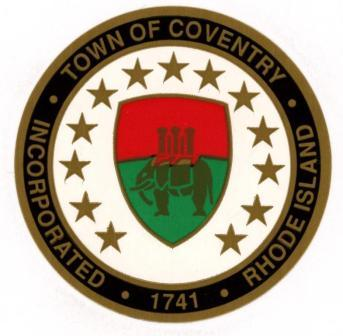 TOWN OF COVENTRY
RHODE ISLAND
1741
INCORPORATED